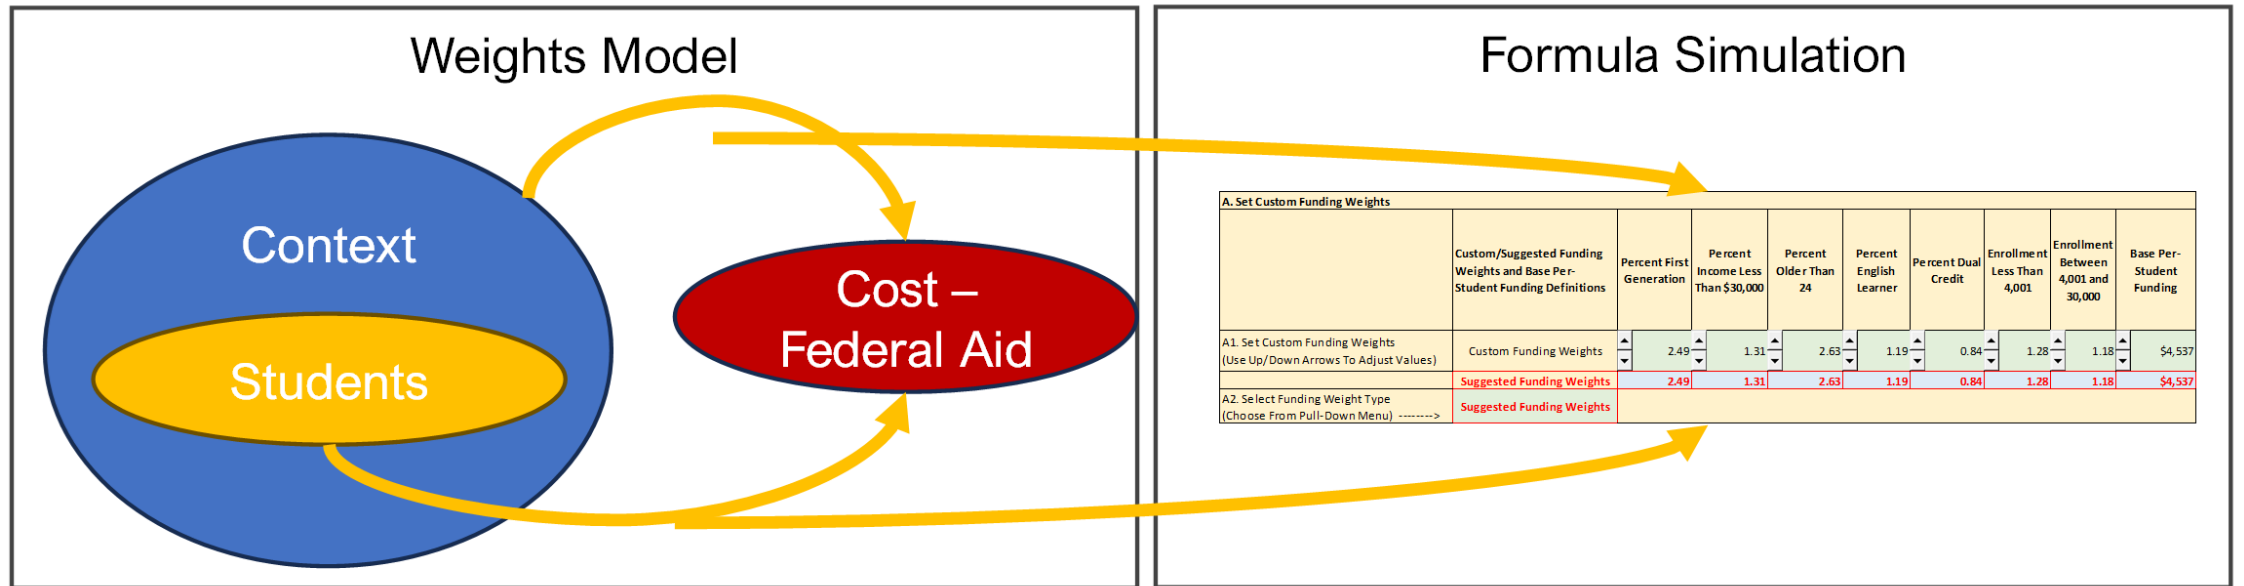 Weights Model
Context
Students
Cost –
Federal Aid
Formula Simulation
A. Set Custom Funding Weights
Custom/Suggested Funding
Weights and Base Per-
Student Funding Definitions
Percent First
Generation
Percent
Income Less
Than $30,000
Percent
Older Than
24
Percent
English
Learner
Percent Dual
Credit
Enrollment
Less Than
4,001
Enrollment
Between
4,001 and
30,000
Base Per-
Student
Funding
A1. Set Custom Funding Weights
(Use Up/Down Arrows To Adjust Values)
Custom Funding Weights
2.49
1.31
2.63
1.19
0.84
1.28
1.18
$4,537
Suggested Funding Weights
2.49
1.31
2.63
1.19
0.84
1.28
1.18
$4,537
A2. Select Funding Weight Type
(Choose From Pull-Down Menu) -------->
Suggested Funding Weights